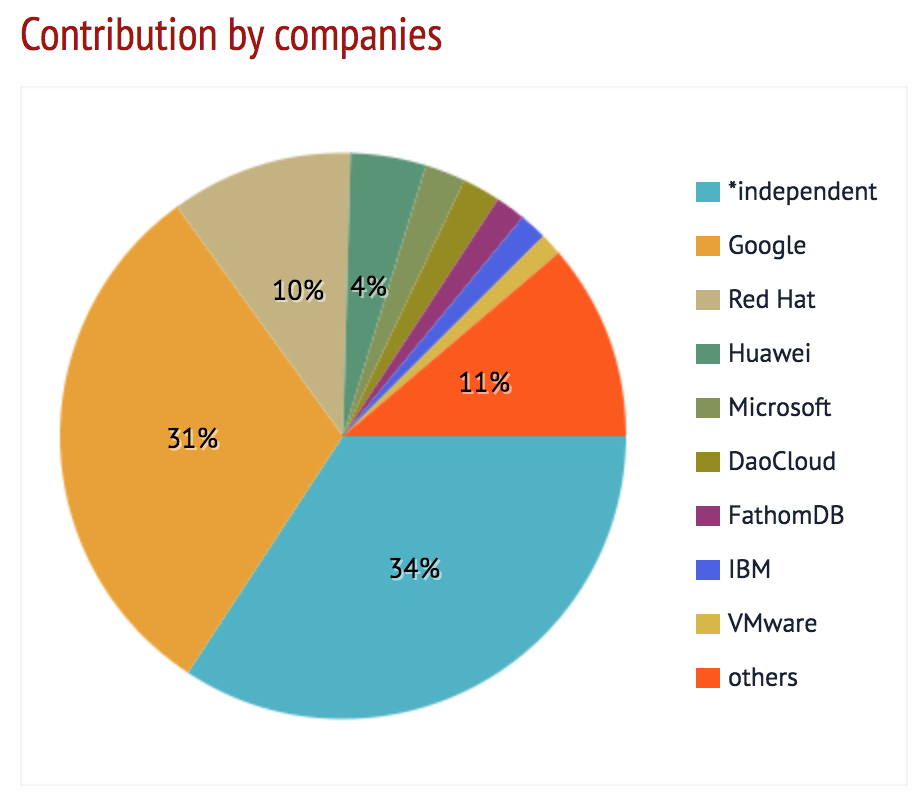 Contribution by companies
10%
4%
11%
31%
34%
*independent
Google
Red Hat
Huawei
Microsoft
DaoCloud
FathomDB
IBM
VMware
others